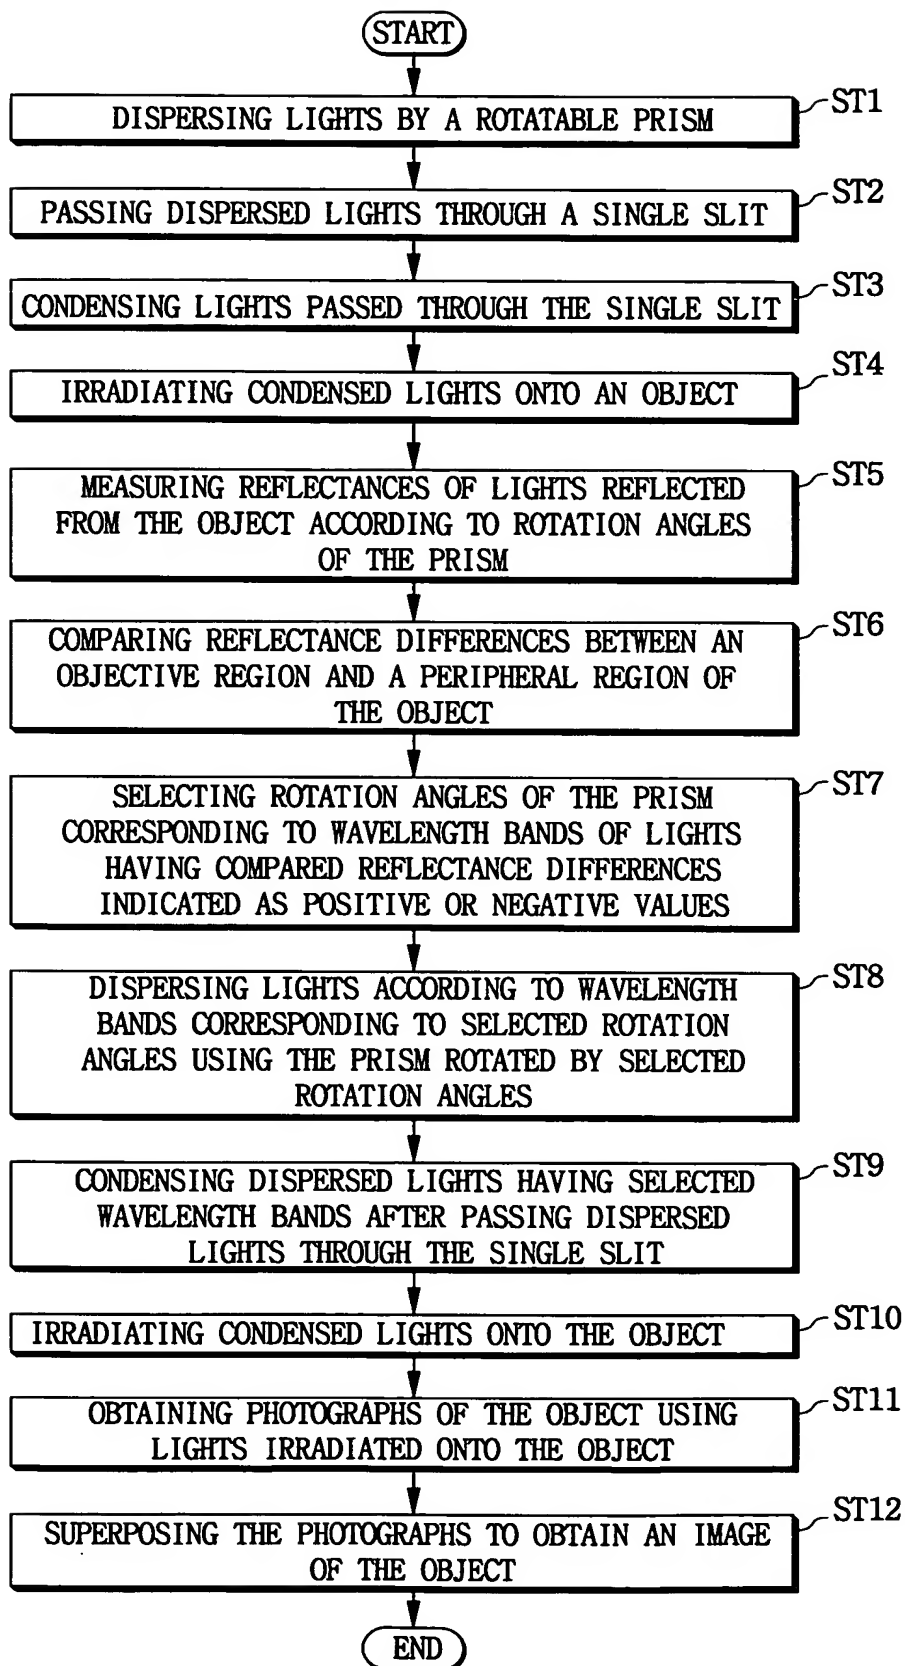 START
DISPERSING LIGHTS BY A ROTATABLE PRISM
ST1
PASSING DISPERSED LIGHTS THROUGH A SINGLE SLIT
ST2
CONDENSING LIGHTS PASSED THROUGH THE SINGLE SLIT
ST3
IRRADIATING CONDENSED LIGHTS ONTO AN OBJECT
ST4
MEASURING REFLECTANCES OF LIGHTS REFLECTED
FROM THE OBJECT ACCORDING TO ROTATION ANGLES
OF THE PRISM
ST5
COMPARING REFLECTANCE DIFFERENCES BETWEEN AN
OBJECTIVE REGION AND A PERIPHERAL REGION OF
THE OBJECT
ST6
SELECTING ROTATION ANGLES OF THE PRISM
CORRESPONDING TO WAVELENGTH BANDS OF LIGHTS
HAVING COMPARED REFLECTANCE DIFFERENCES
INDICATED AS POSITIVE OR NEGATIVE VALUES
ST7
DISPERSING LIGHTS ACCORDING TO WAVELENGTH
BANDS CORRESPONDING TO SELECTED ROTATION
ANGLES USING THE PRISM ROTATED BY SELECTED
ROTATION ANGLES
ST8
CONDENSING DISPERSED LIGHTS HAVING SELECTED
WAVELENGTH BANDS AFTER PASSING DISPERSED
LIGHTS THROUGH THE SINGLE SLIT
ST9
IRRADIATING CONDENSED LIGHTS ONTO THE OBJECT
ST10
OBTAINING PHOTOGRAPHS OF THE OBJECT USING
LIGHTS IRRADIATED ONTO THE OBJECT
ST11
SUPERPOSING THE PHOTOGRAPHS TO OBTAIN AN IMAGE
OF THE OBJECT
ST12
END